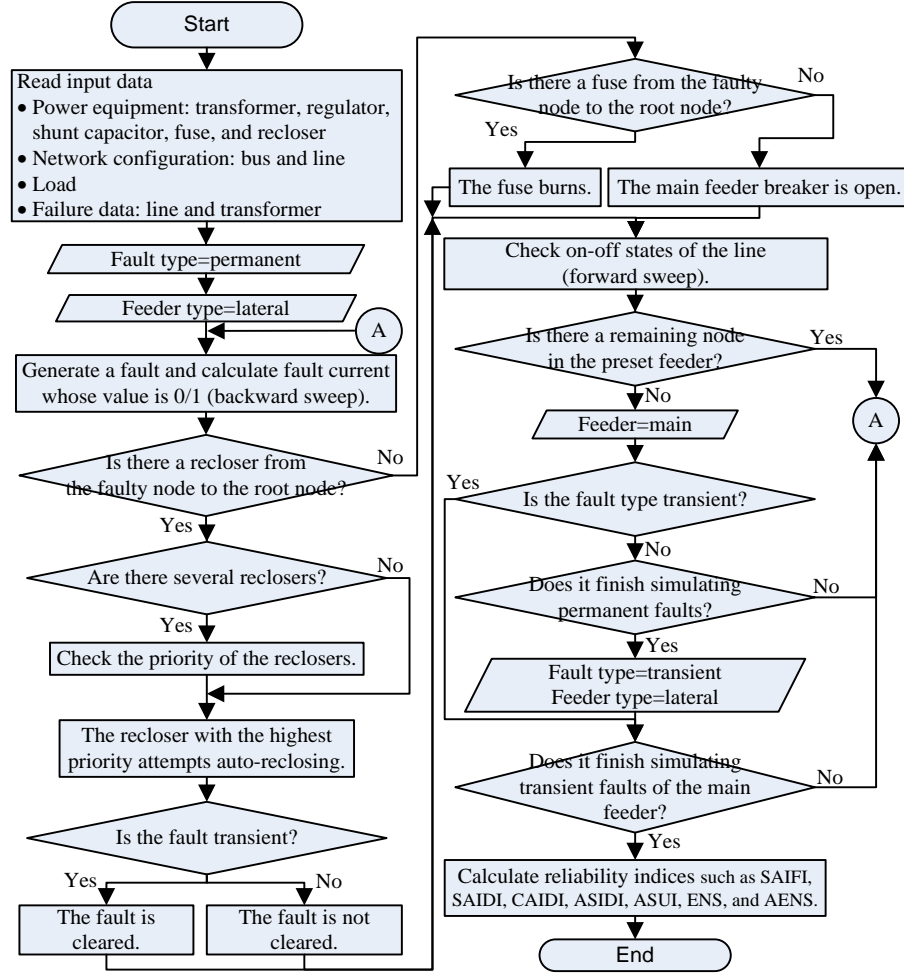 Start
Read input data
• Power equipment: transformer, regulator,
shunt capacitor, fuse, and recloser
• Network configuration: bus and line
• Load
• Failure data: line and transformer
Fault type=permanent
Feeder type=lateral
A
Generate a fault and calculate fault current
whose value is 0/1 (backward sweep).
Is there a recloser from
the faulty node to the root node?
No
Yes
Are there several reclosers?
No
Yes
Check the priority of the reclosers.
The recloser with the highest
priority attempts auto-reclosing.
Is the fault transient?
Yes
No
The fault is
cleared.
The fault is not
cleared.
Is there a fuse from the faulty
node to the root node?
No
Yes
The fuse burns.
The main feeder breaker is open.
Check on-off states of the line
(forward sweep).
Is there a remaining node
in the preset feeder?
Yes
No
A
Feeder=main
Yes
Is the fault type transient?
No
Does it finish simulating
permanent faults?
No
Yes
Fault type=transient
Feeder type=lateral
Does it finish simulating
transient faults of the main
feeder?
No
Yes
Calculate reliability indices such as SAIFI,
SAIDI, CAIDI, ASIDI, ASUI, ENS, and AENS.
End